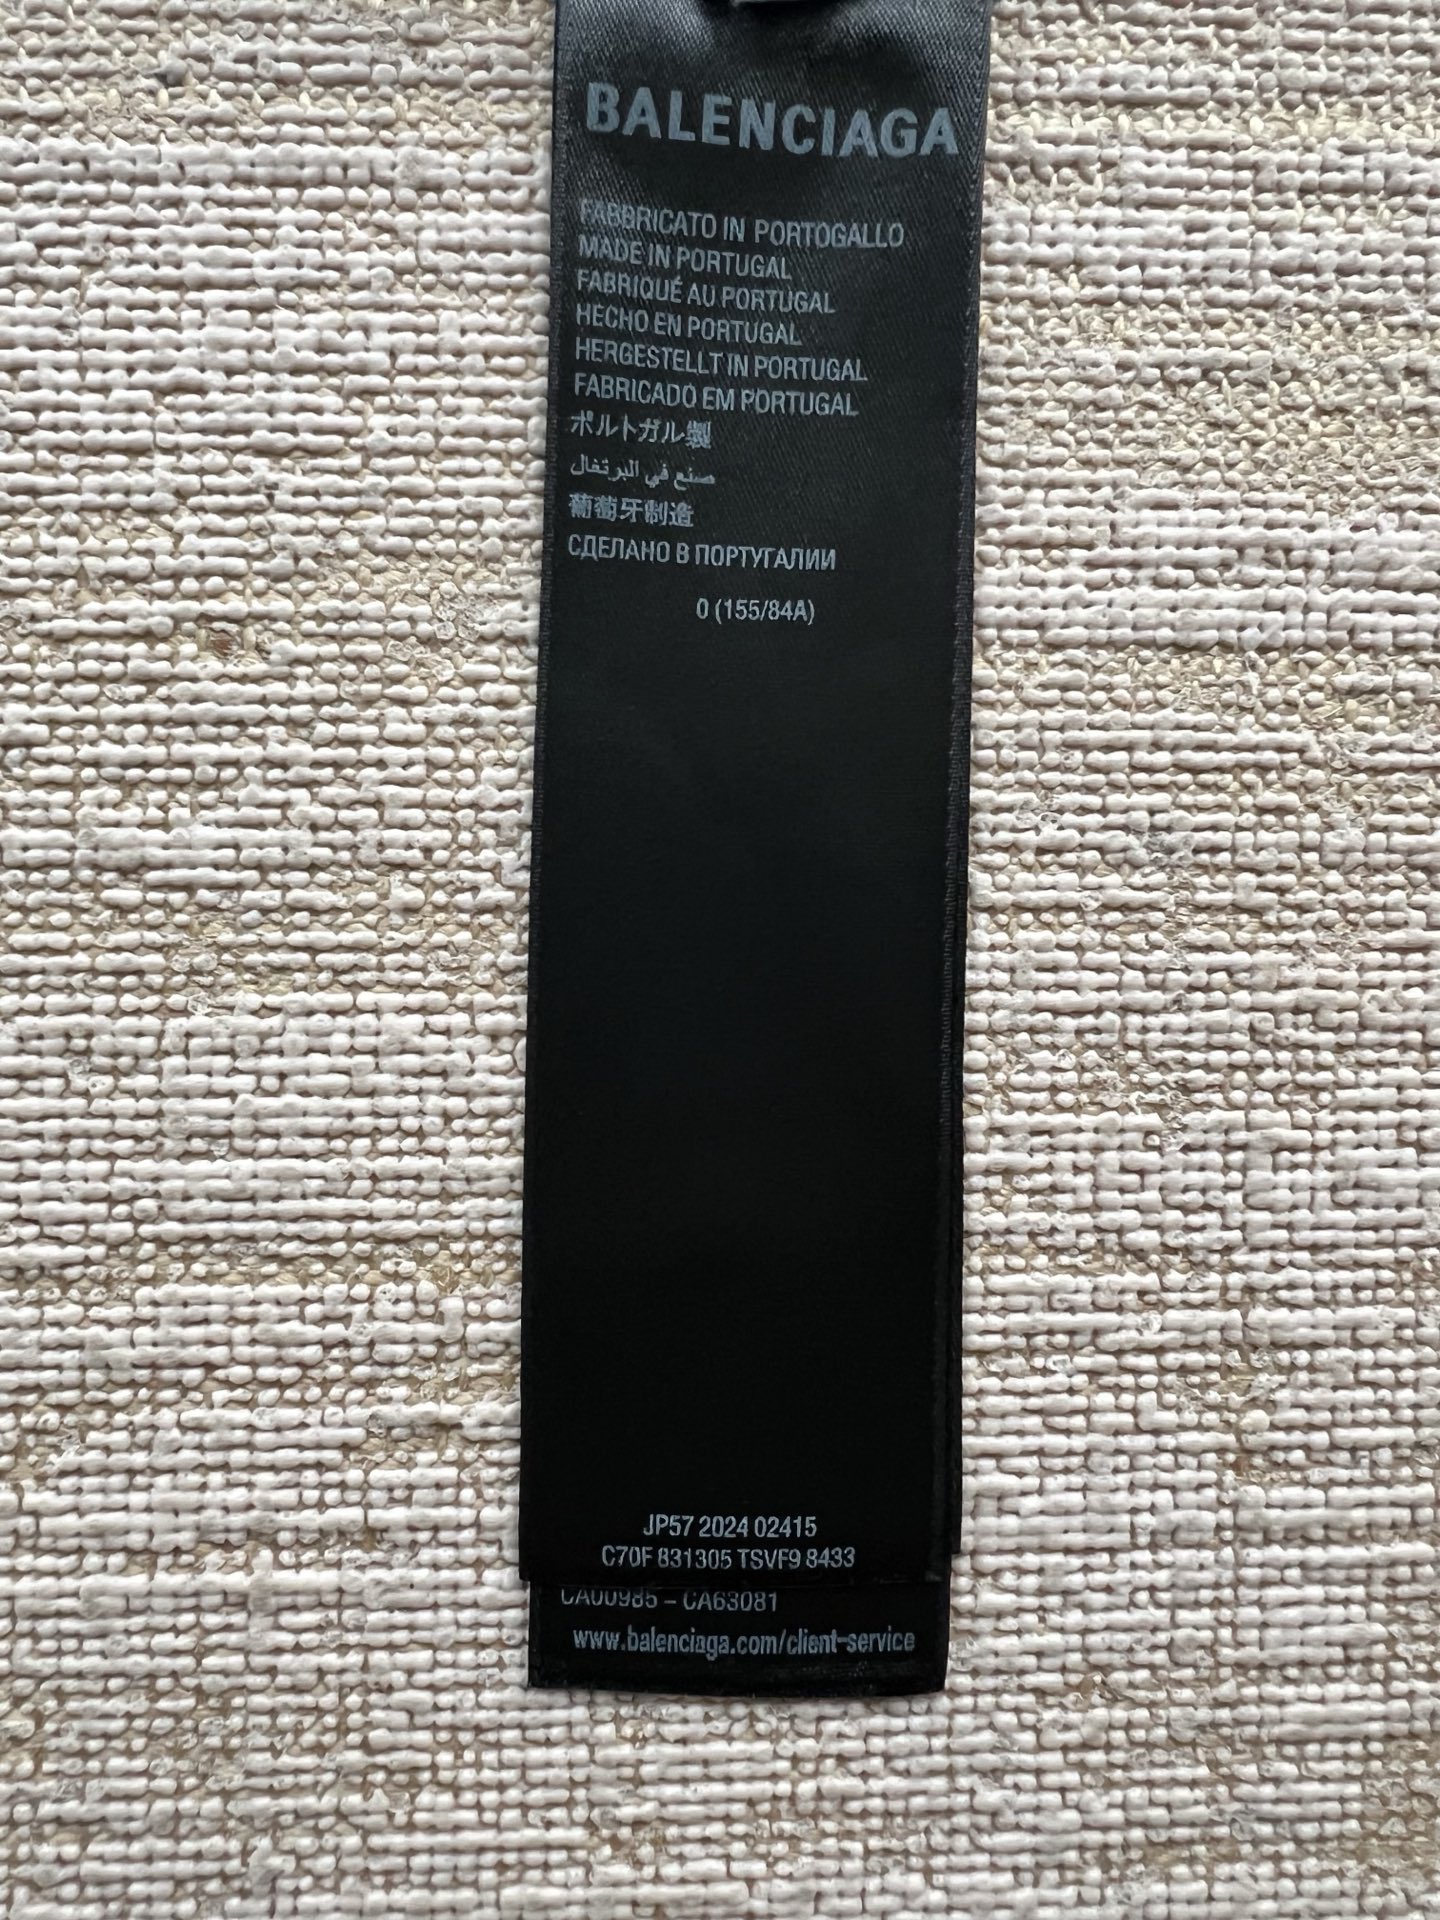 BALENCIAGA
FABBRICATO IN PORTOGALLO
MADE IN PORTUGAL
FABRIQUÉ AU PORTUGAL
HECHO EN PORTUGAL
HERGESTELLT IN PORTUGAL
FABRICADO EM PORTUGAL
ポルトガル製
صنع في البرتغال
葡萄牙制造
СДЕЛАНО В ПОРТУГАЛИИ
0 (155/84A)
JP57 2024 02415
C70F 831305 TSVF9 8433
CA00985 – CA63081
www.balenciaga.com/client-service